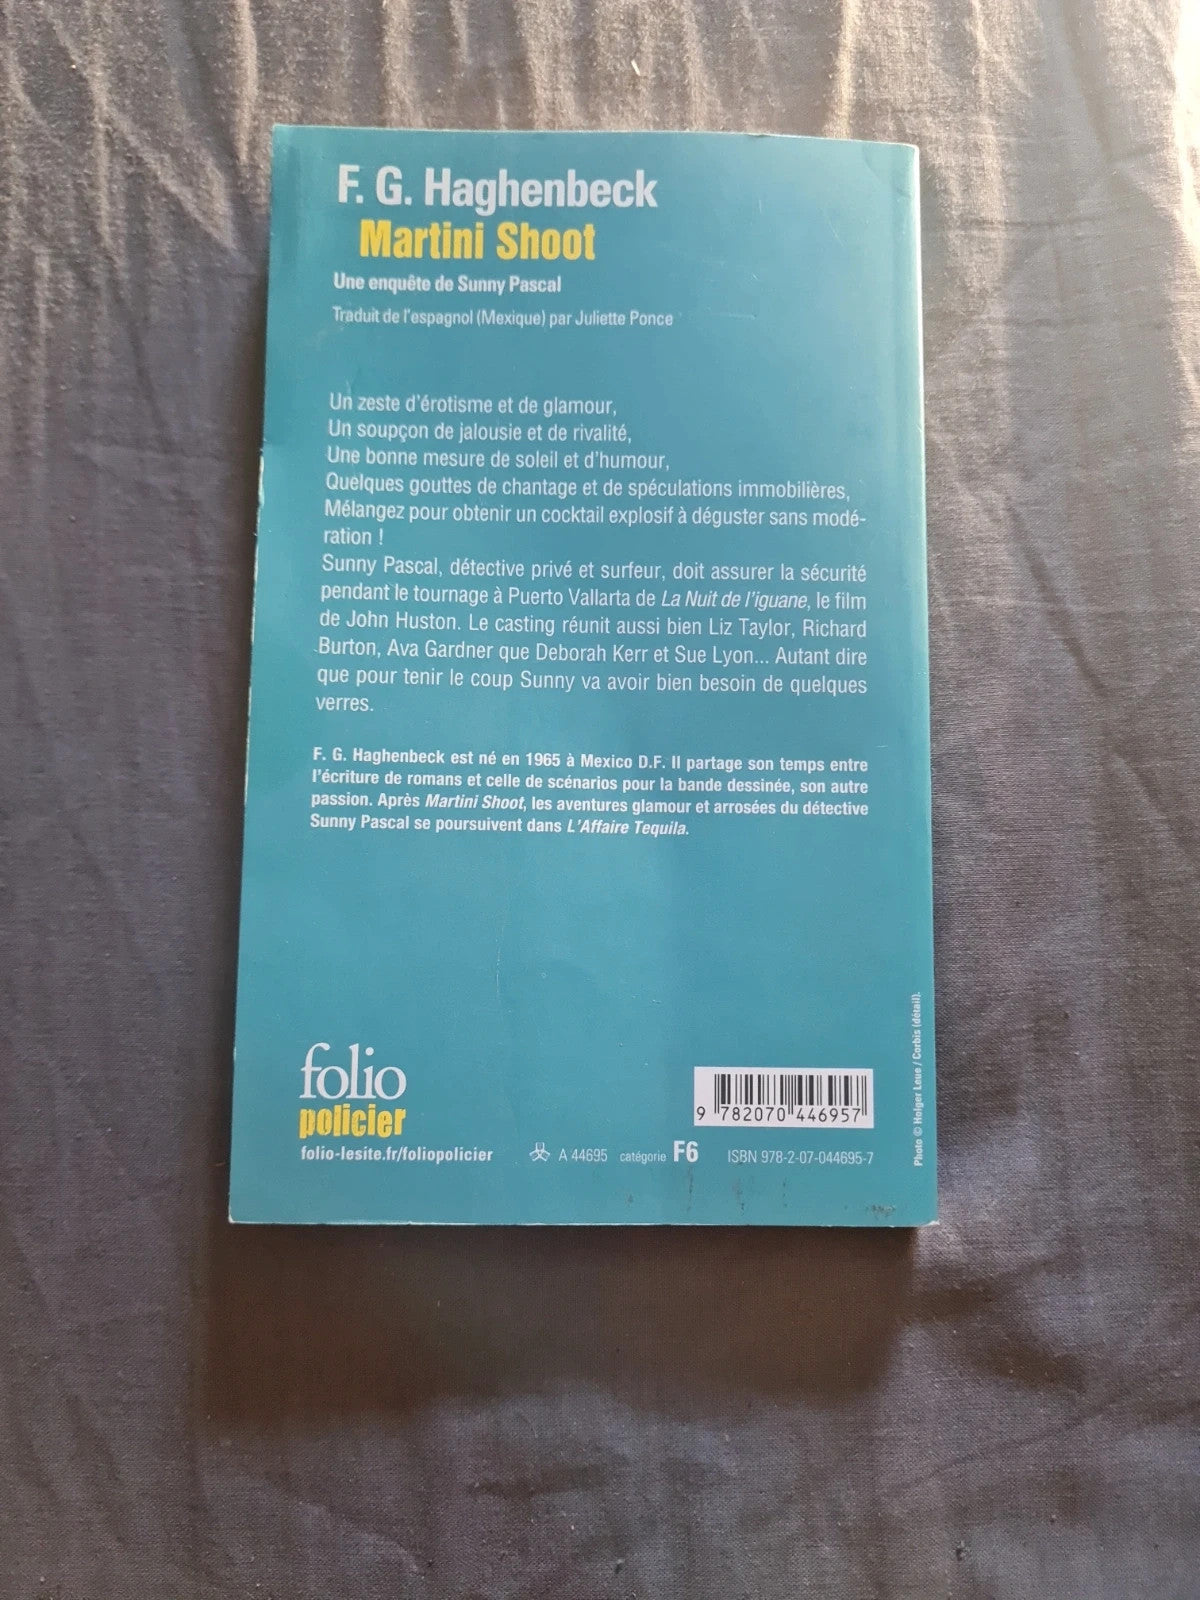 F. G. Haghenbeck
Martini Shoot
Une enquête de Sunny Pascal
Traduit de l'espagnol (Mexique) par Juliette Ponce
Un zeste d'érotisme et de glamour,
Un soupçon de jalousie et de rivalité,
Une bonne mesure de soleil et d'humour,
Quelques gouttes de chantage et de spéculations immobilières,
Mélangez pour obtenir un cocktail explosif à déguster sans modé-
ration !
Sunny Pascal, détective privé et surfeur, doit assurer la sécurité
pendant le tournage à Puerto Vallarta de La Nuit de l'iguane, le film
de John Huston. Le casting réunit aussi bien Liz Taylor, Richard
Burton, Ava Gardner que Deborah Kerr et Sue Lyon... Autant dire
que pour tenir le coup Sunny va avoir bien besoin de quelques
verres.
F. G. Haghenbeck est né en 1965 à Mexico D.F. Il partage son temps entre
l'écriture de romans et celle de scénarios pour la bande dessinée, son autre
passion. Après Martini Shoot, les aventures glamour et arrosées du détective
Sunny Pascal se poursuivent dans L'Affaire Tequila.
folio
policier
folio-lesite.fr/foliopolicier
9 782070 446957
A 44695 catégorie F6 ISBN 978-2-07-044695-7
Photo © Holger Leue / Corbis (détail).